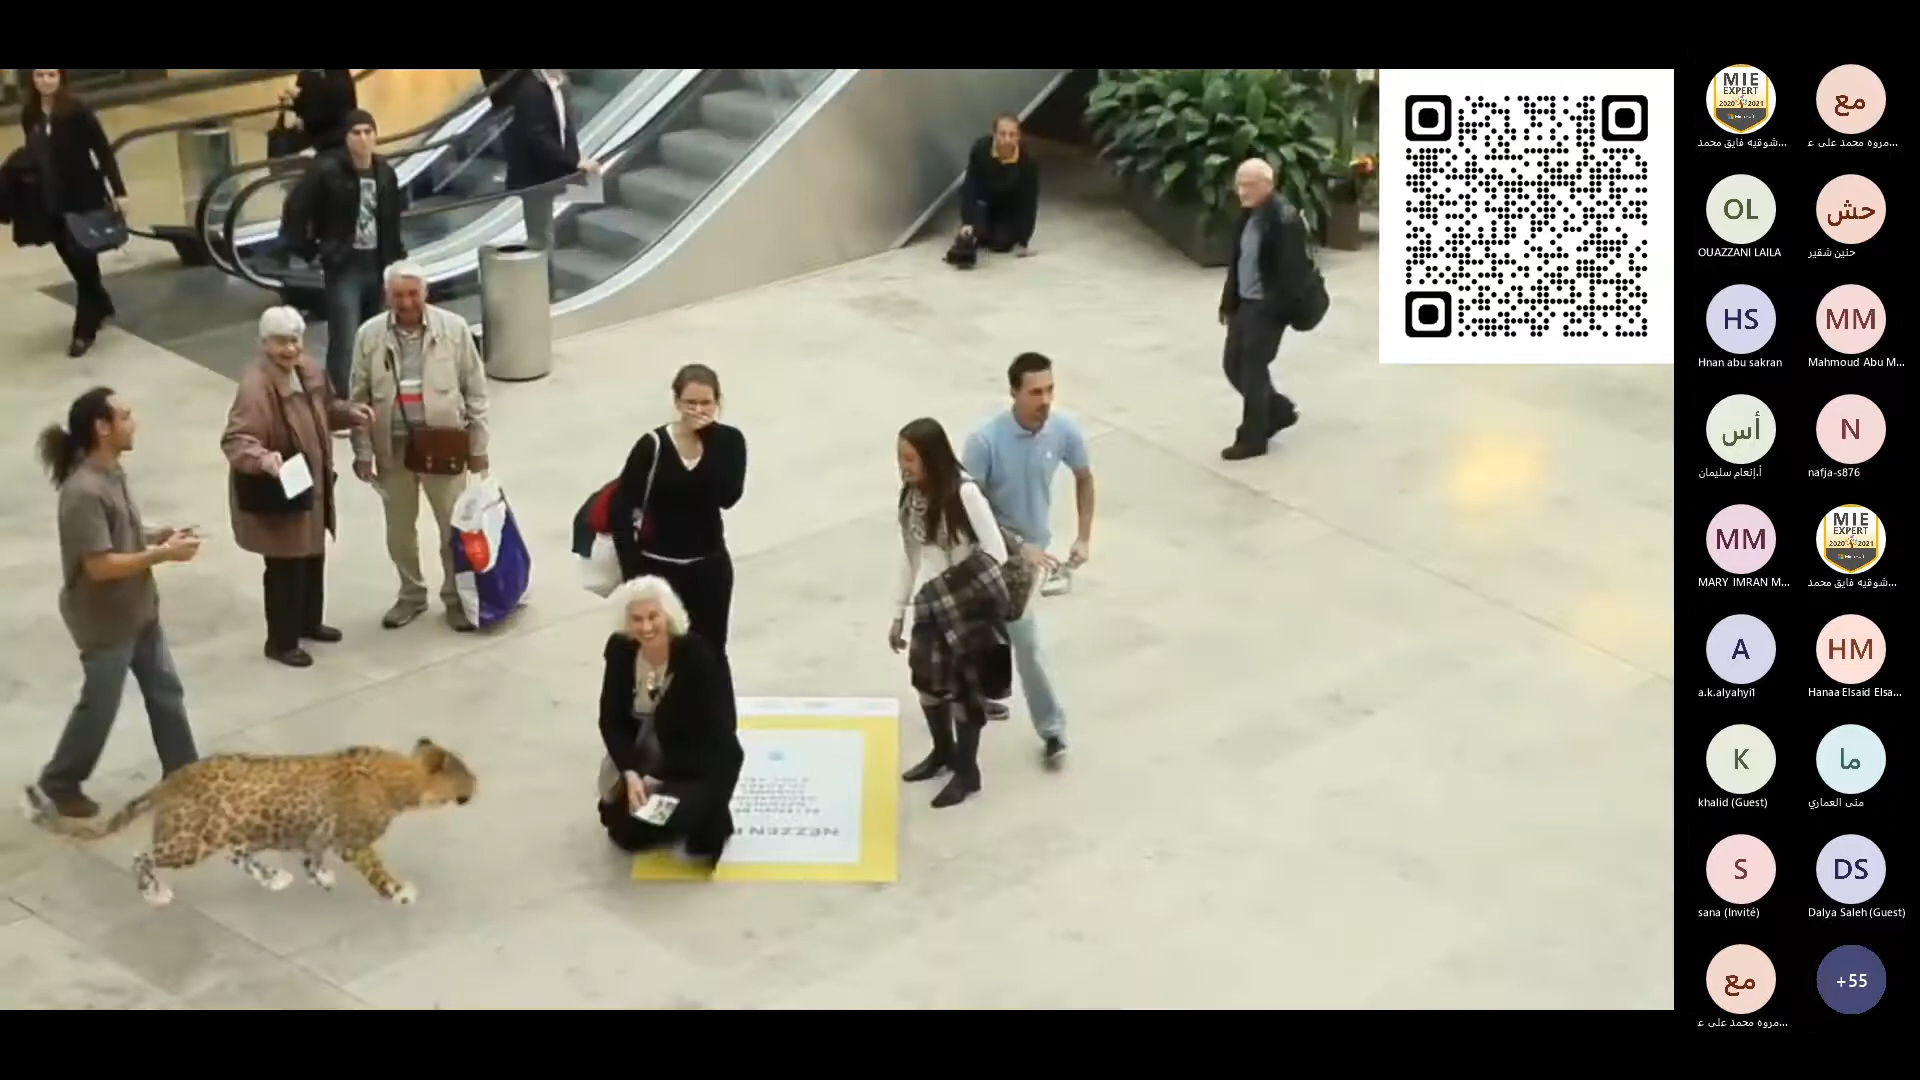 MIE
EXPERT
2020 2021
Microsoft
شوقيه فايق محمد...
مع
مروه محمد على ع...
OL
OUAZZANI LAILA
حش
حنين شقير
HS
Hnan abu sakran
MM
Mahmoud Abu M...
أس
أ.إنعام سليمان
N
nafja-s876
MM
MARY IMRAN M...
MIE
EXPERT
2020 2021
شوقيه فايق محمد...
A
a.k.alyahyi1
HM
Hanaa Elsaid Elsa...
K
khalid (Guest)
ما
منى العماري
S
sana (Invité)
DS
Dalya Saleh (Guest)
مع
مروه محمد على ع...
+55